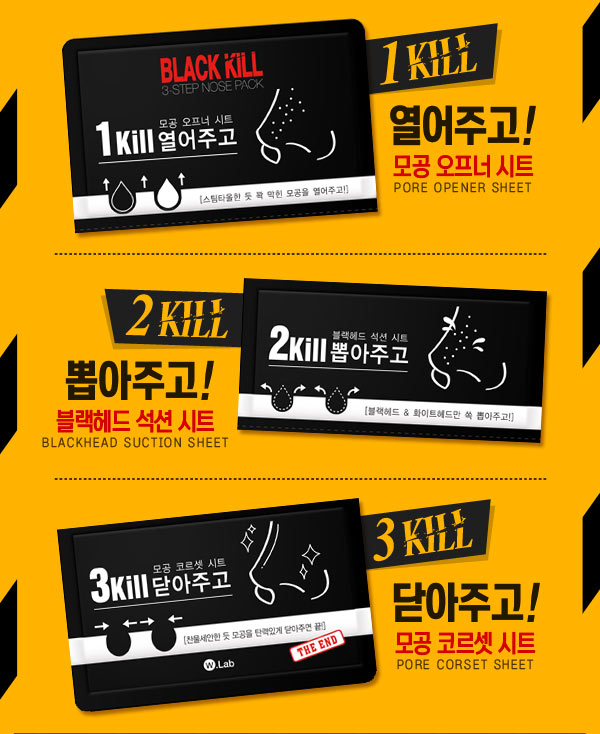 BLACK KILL
3-STEP NOSE PACK
모공 오프너 시트
1Kill 열어주고
[스팀타올한 듯 꽉 막힌 모공을 열어주고!]
1 KILL
열어주고!
모공 오프너 시트
PORE OPENER SHEET
2 KILL
뽑아주고!
블랙헤드 석션 시트
BLACKHEAD SUCTION SHEET
블랙헤드 석션 시트
2Kill 뽑아주고
[블랙헤드 & 화이트헤드만 쏙 뽑아주고!]
모공 코르셋 시트
3Kill 닫아주고
[찬물세안한 듯 모공을 탄력있게 닫아주면 끝!]
THE END
W.Lab
3 KILL
닫아주고!
모공 코르셋 시트
PORE CORSET SHEET